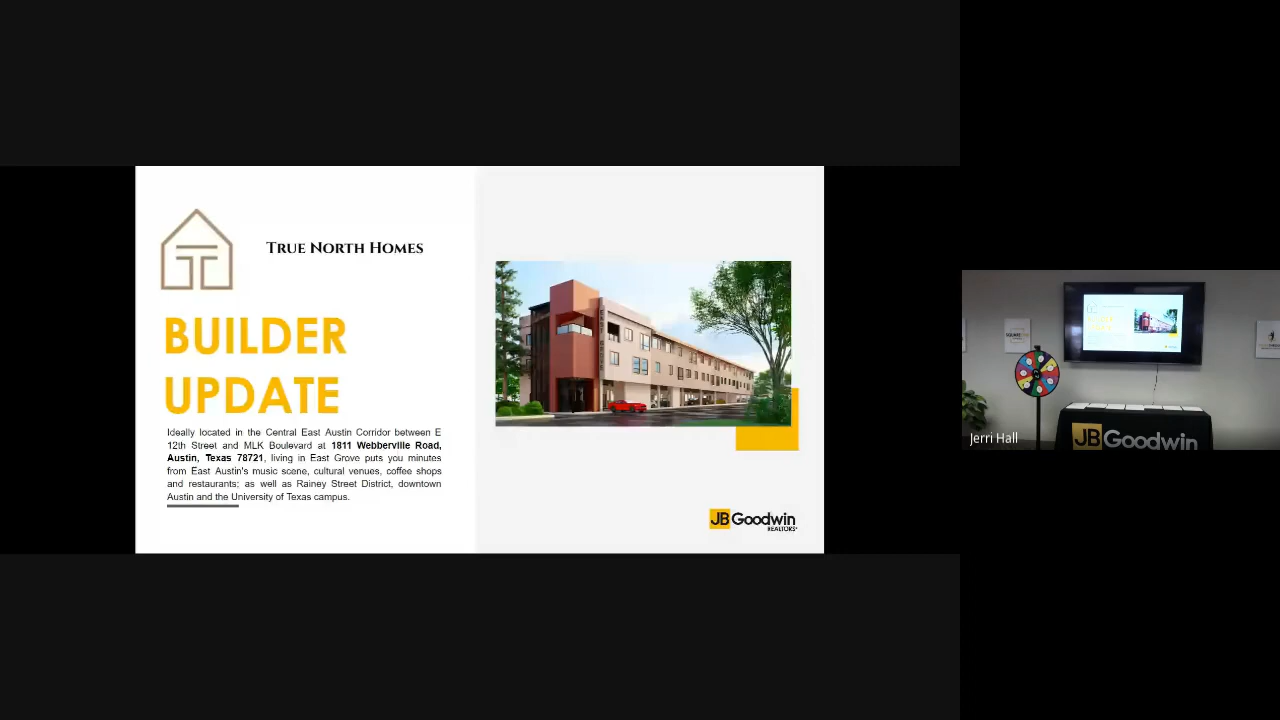 TRUE NORTH HOMES
BUILDER
UPDATE
Ideally located in the Central East Austin Corridor between E
12th Street and MLK Boulevard at 1811 Webberville Road,
Austin, Texas 78721, living in East Grove puts you minutes
from East Austin's music scene, cultural venues, coffee shops
and restaurants; as well as Rainey Street District, downtown
Austin and the University of Texas campus.
JB Goodwin
REALTORS
Jerri Hall
JB Goodwin